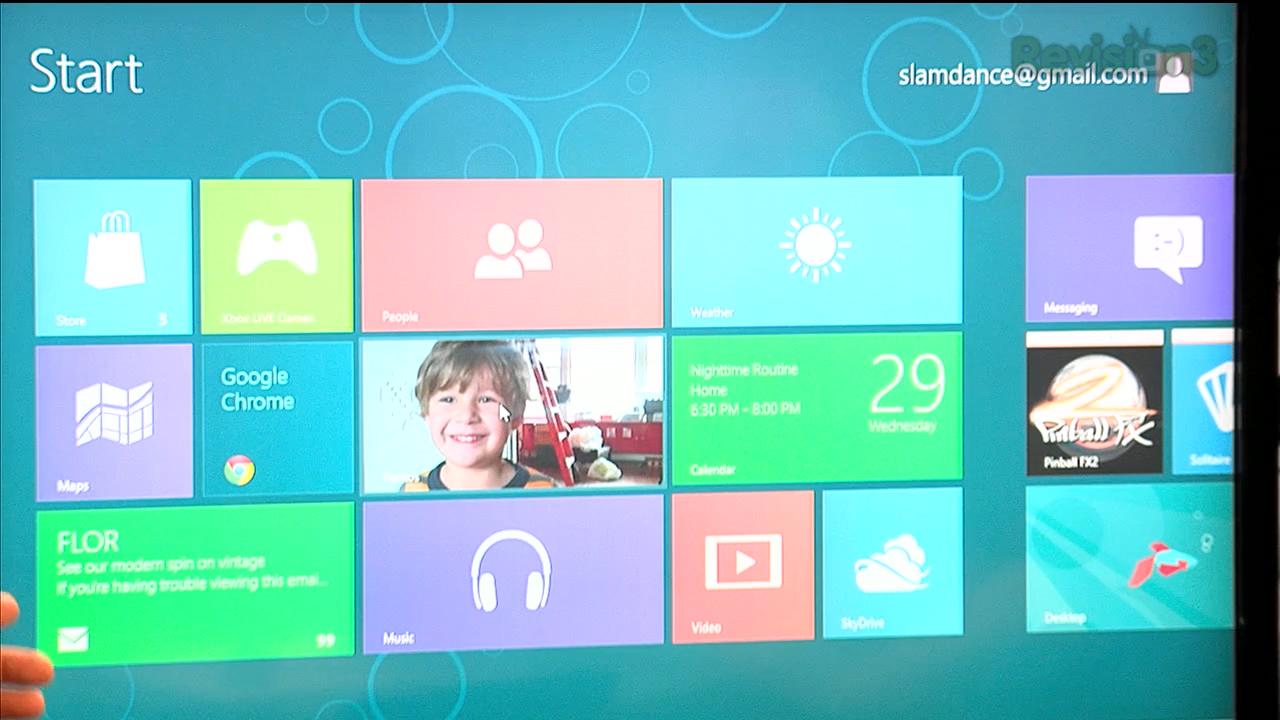 Start
Revision3
slamdance@gmail.com
Store
3
Xbox LIVE Games
People
Weather
Messaging
:-)
Maps
Google
Chrome
Nighttime Routine
Home
6:30 PM - 8:00 PM
29
Wednesday
Calendar
Pinball FX
Pinball FX2
Solitaire
FLOR
See our modern spin on vintage
If you're having trouble viewing this emai...
99
Music
Video
SkyDrive
Desktop